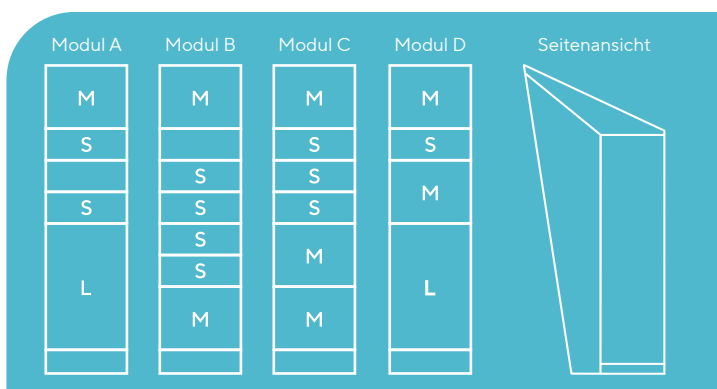 Modul A Modul B Modul C Modul D Seitenansicht
M M M M
S S S
S S
S S S
S M
S
M
L M L
M M